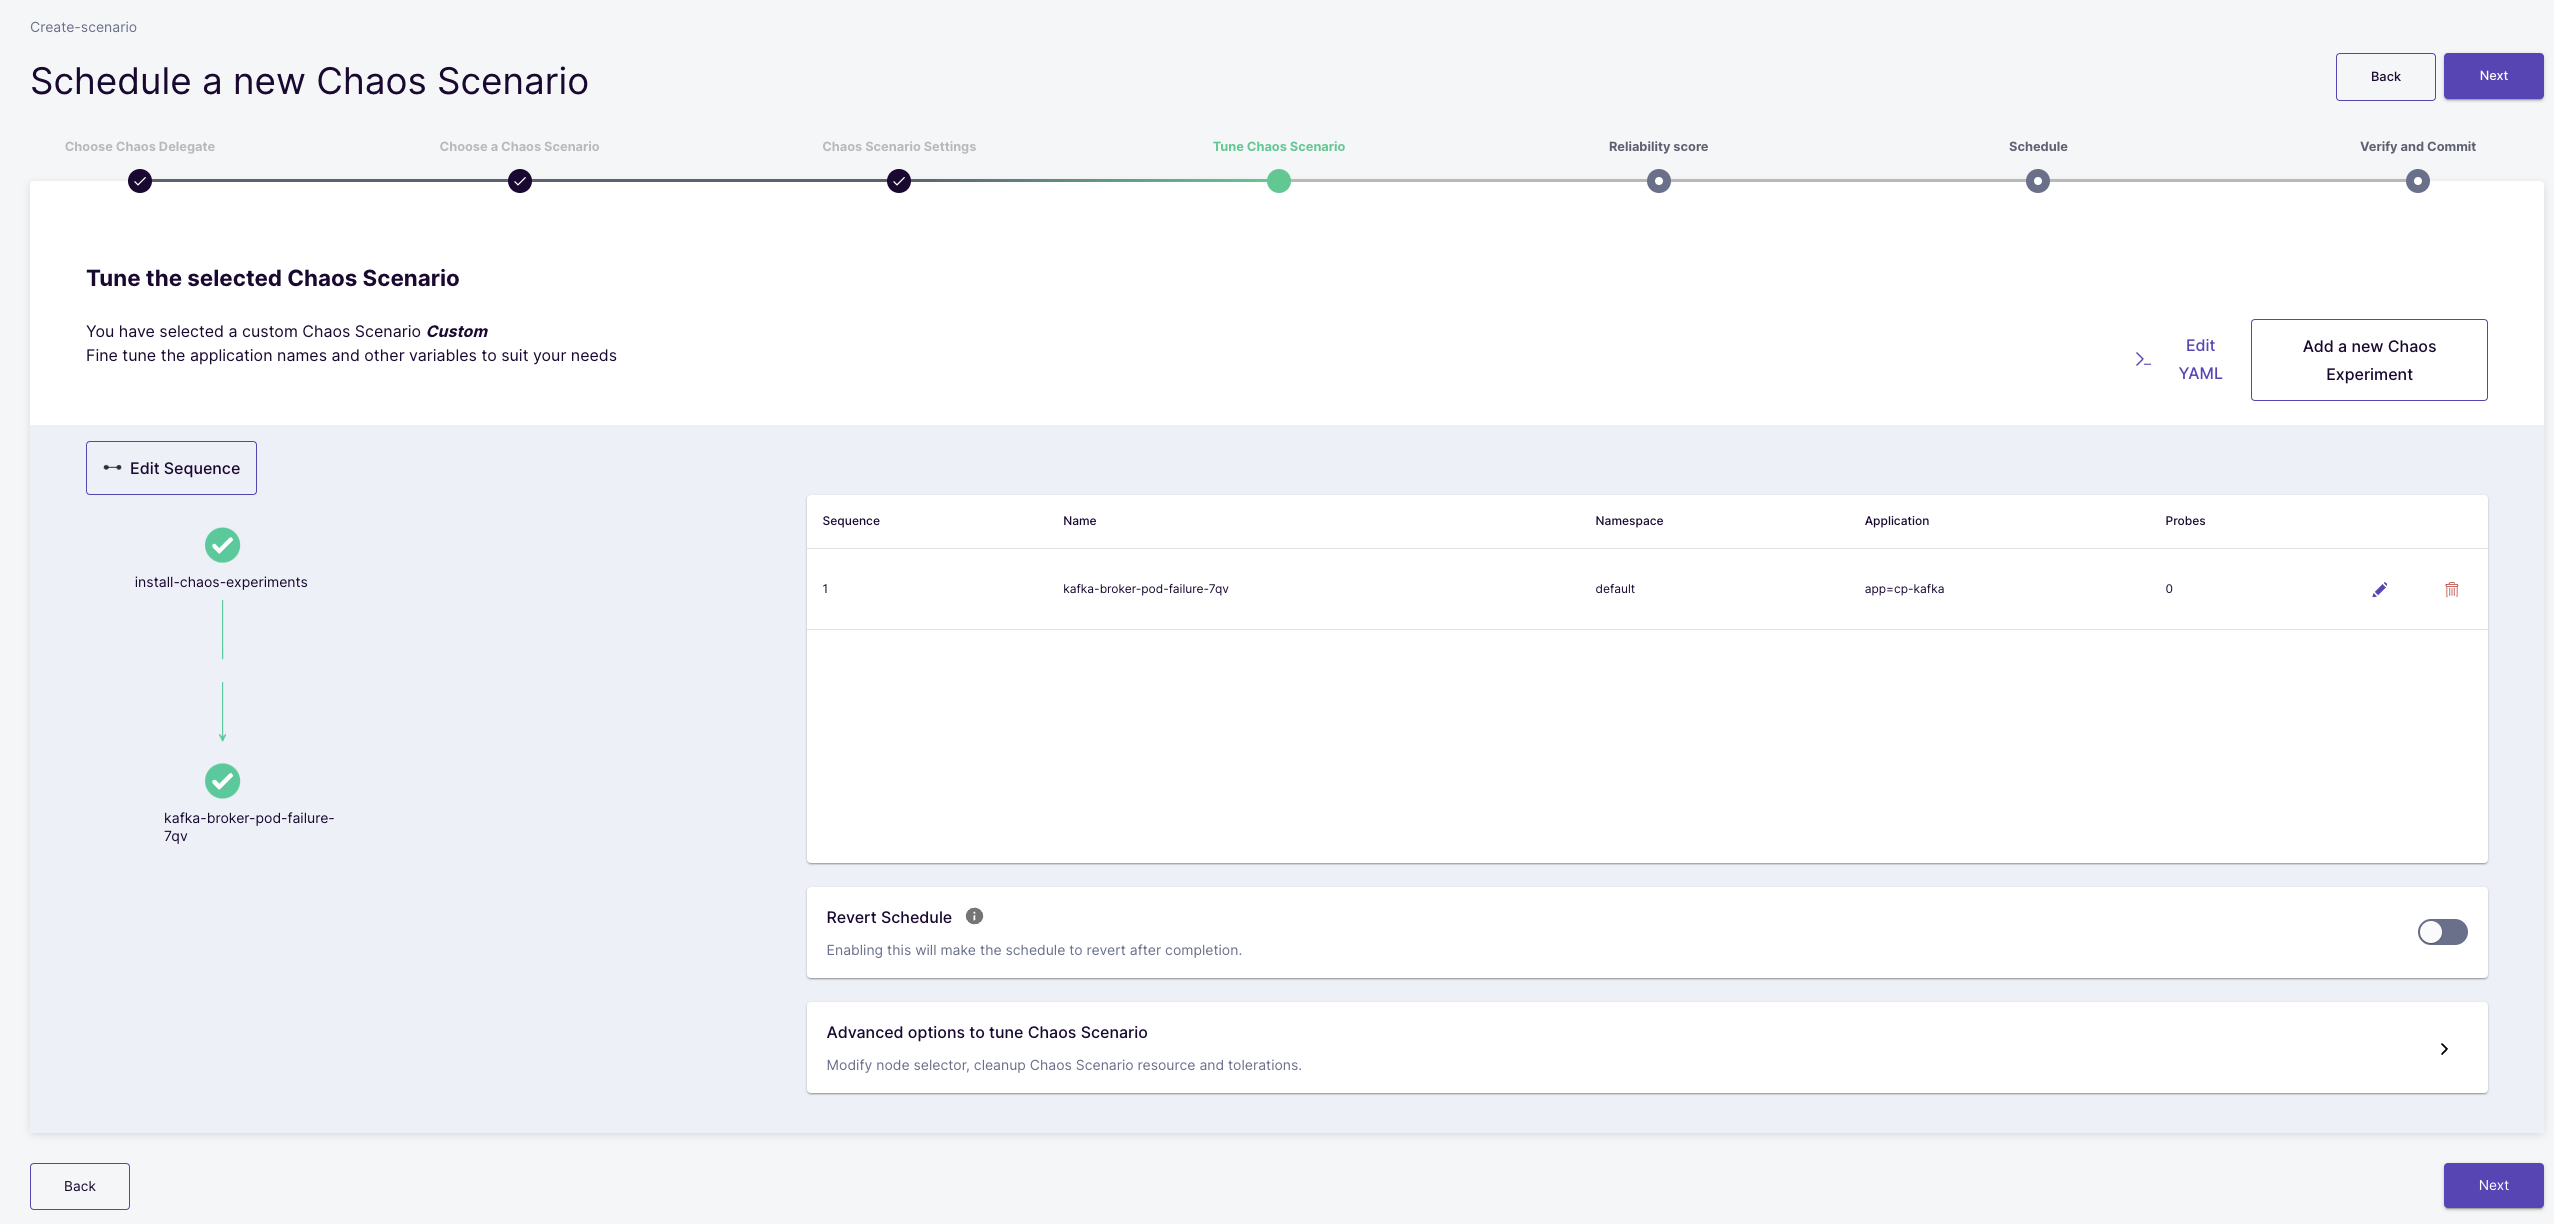 Create-scenario
Schedule a new Chaos Scenario
Back
Next
Choose Chaos Delegate
Choose a Chaos Scenario
Chaos Scenario Settings
Tune Chaos Scenario
Reliability score
Schedule
Verify and Commit
Tune the selected Chaos Scenario
You have selected a custom Chaos Scenario Custom
Fine tune the application names and other variables to suit your needs
Edit
YAML
Add a new Chaos
Experiment
Edit Sequence
install-chaos-experiments
kafka-broker-pod-failure-
7qv
Sequence Name Namespace Application Probes
1 kafka-broker-pod-failure-7qv default app=cp-kafka 0
Revert Schedule
Enabling this will make the schedule to revert after completion.
Advanced options to tune Chaos Scenario
Modify node selector, cleanup Chaos Scenario resource and tolerations.
Back
Next